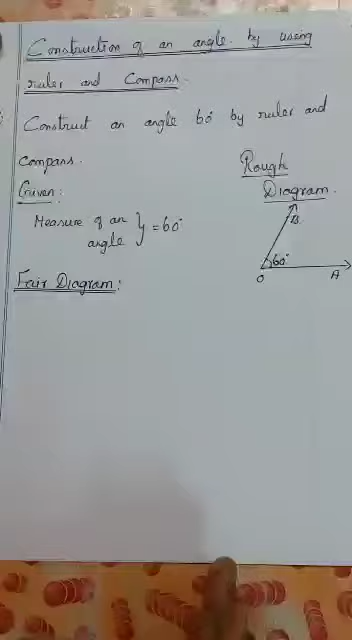 Construction of an angle by using
ruler and Compass.
Construct an angle 60° by ruler and
Compass.
Rough
Diagram.
Given:
Measure of an
angle } = 60°
B
60°
O
A
Fair Diagram: